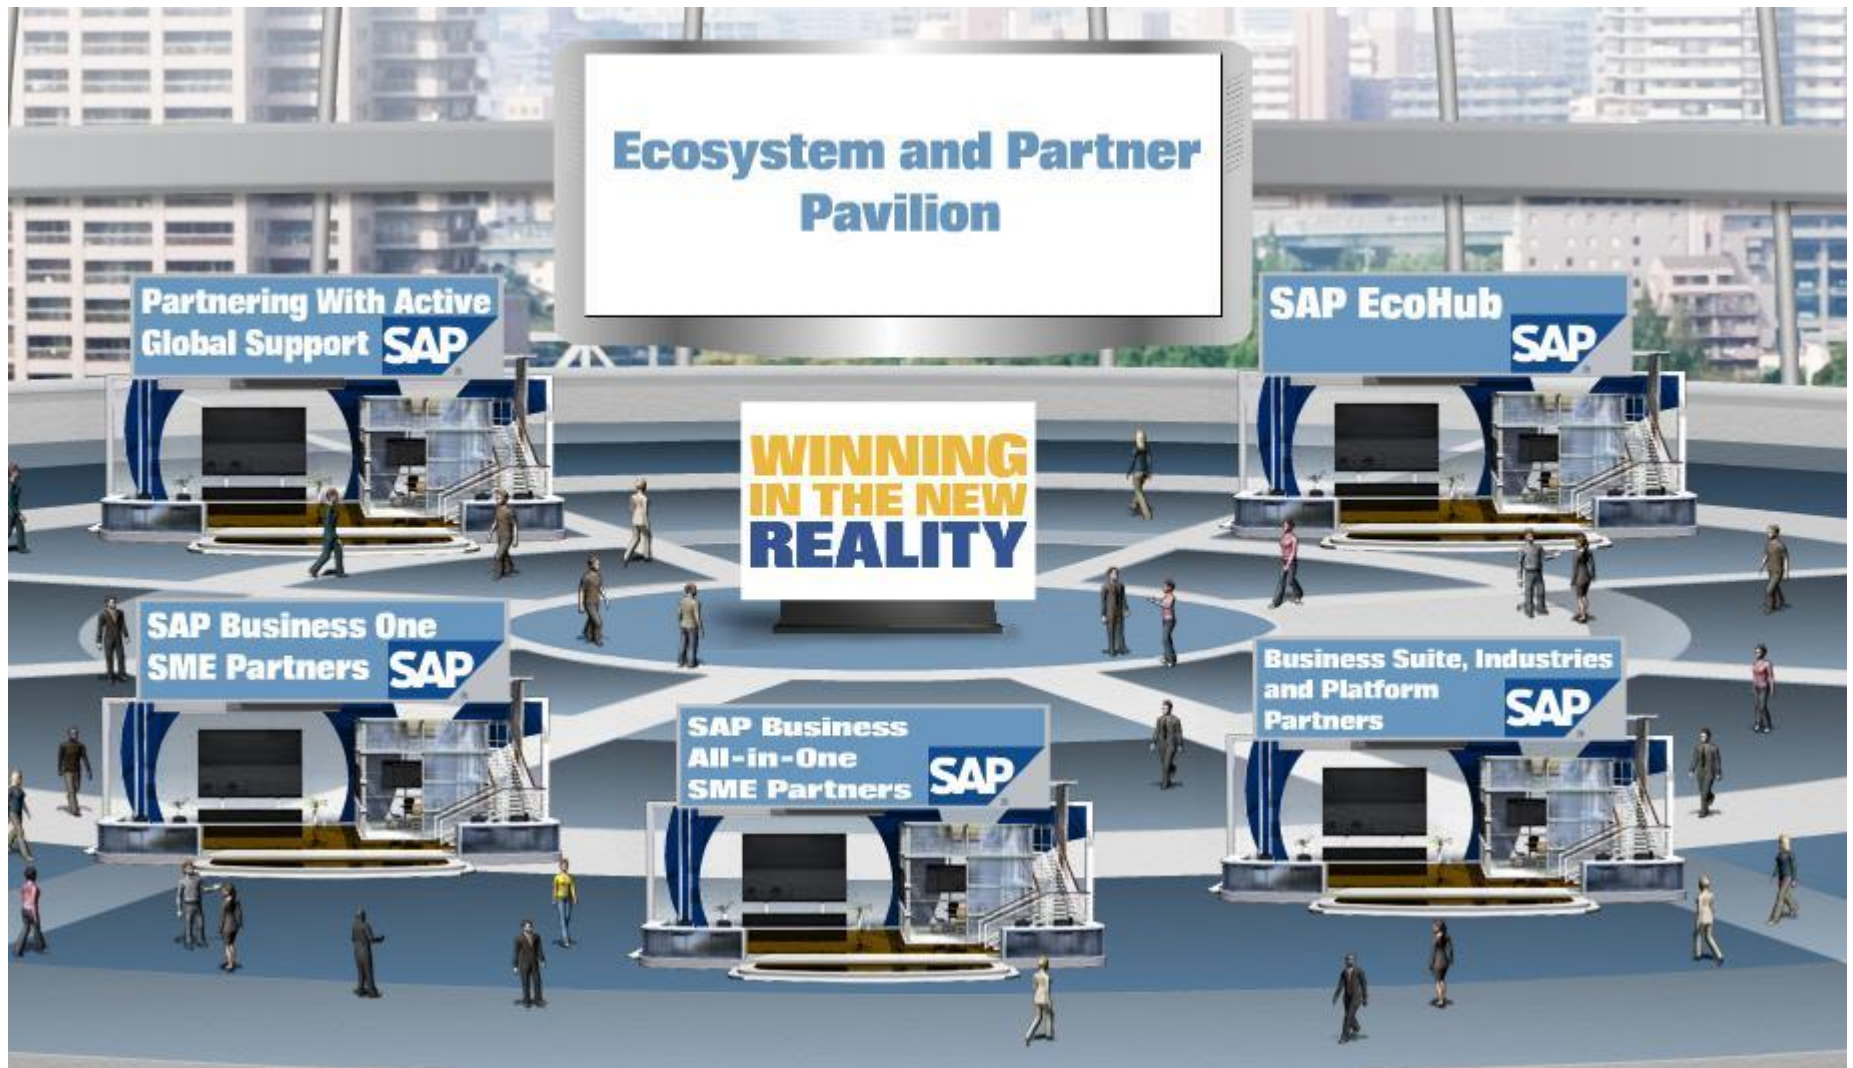 Ecosystem and Partner
Pavilion
Partnering With Active
Global Support SAP
SAP EcoHub
SAP
WINNING
IN THE NEW
REALITY
SAP Business One
SME Partners SAP
SAP Business
All-in-One
SME Partners SAP
Business Suite, Industries
and Platform
Partners SAP